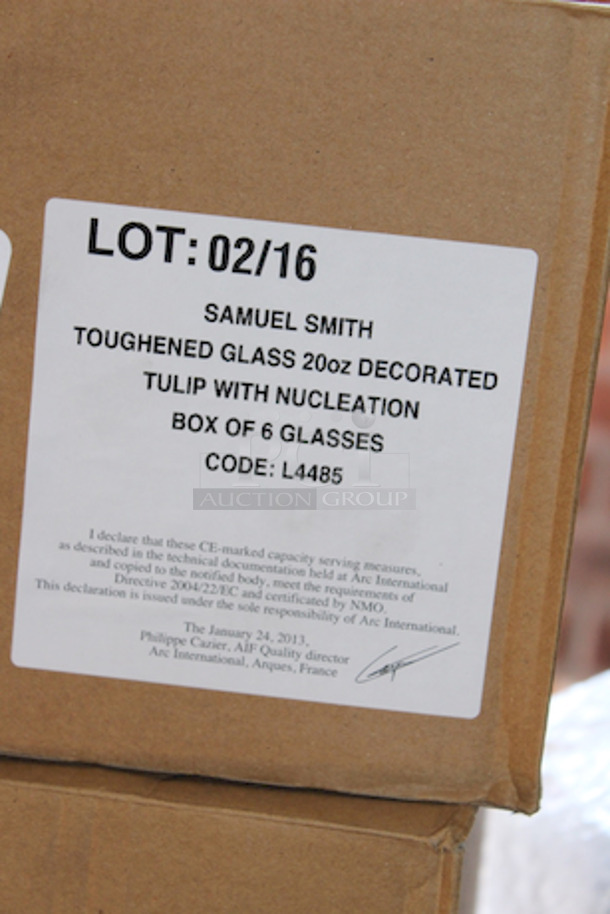 LOT: 02/16
SAMUEL SMITH
TOUGHENED GLASS 20oz DECORATED
TULIP WITH NUCLEATION
BOX OF 6 GLASSES
CODE: L4485
PCI
AUCTION GROUP
I declare that these CE-marked capacity serving measures,
as described in the technical documentation held at Arc International
and copied to the notified body, meet the requirements of
Directive 2004/22/EC and certificated by NMO.
This declaration is issued under the sole responsibility of Arc International.
The January 24, 2013,
Philippe Cazier, AIF Quality director
Arc International, Arques, France